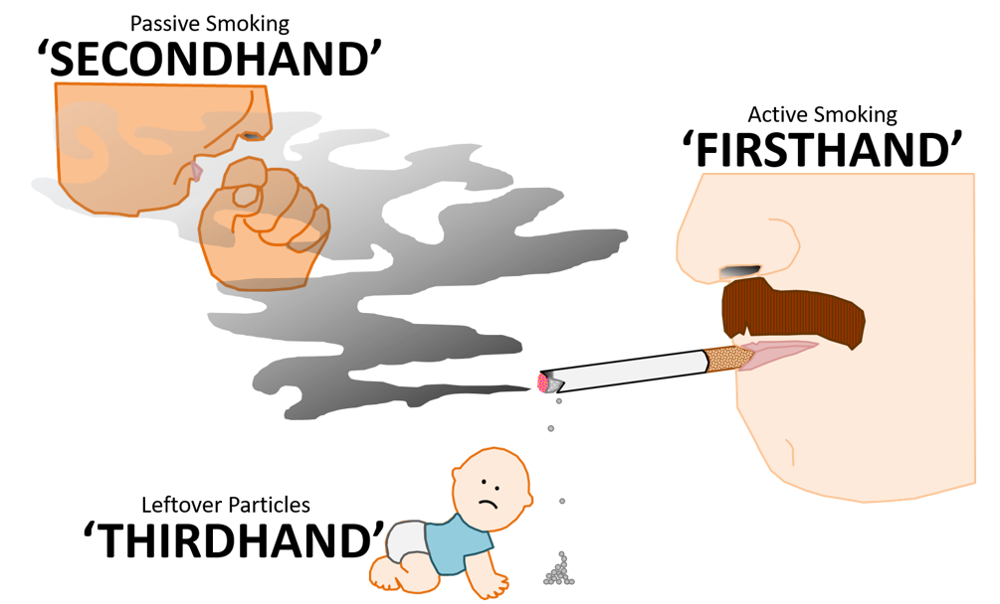 Passive Smoking
‘SECONDHAND’
Active Smoking
‘FIRSTHAND’
Leftover Particles
‘THIRDHAND’